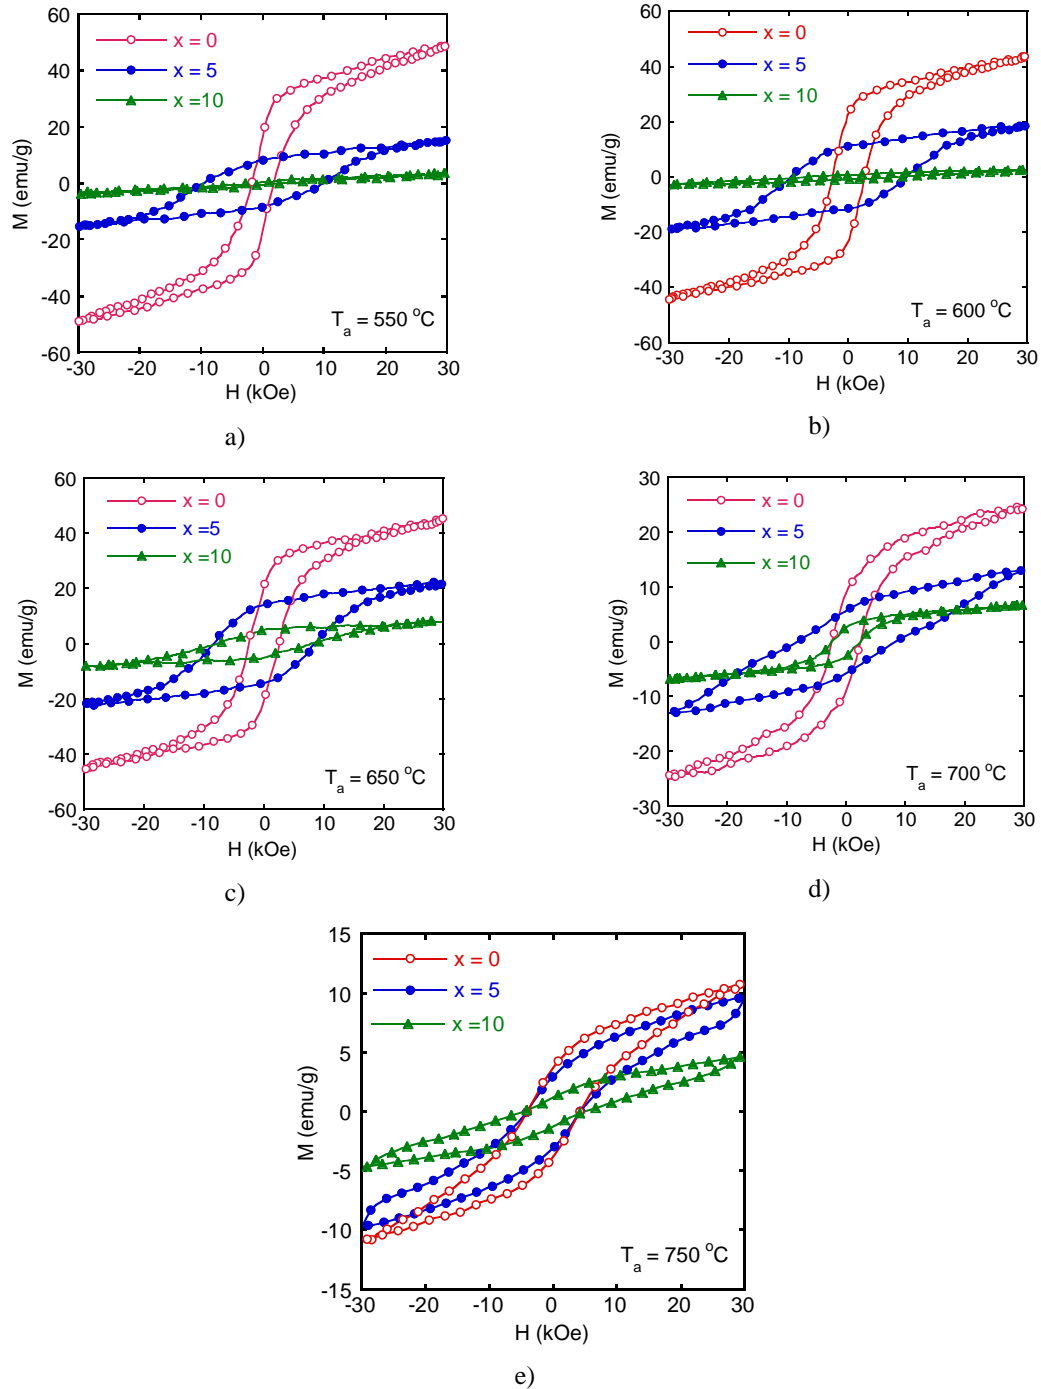 60
40
20
0
-20
-40
-60
M (emu/g)
x = 0
x = 5
x =10
T_a = 550 °C
-30 -20 -10 0 10 20 30
H (kOe)
a)
60
40
20
0
-20
-40
-60
M (emu/g)
x = 0
x = 5
x = 10
T_a = 600 °C
-30 -20 -10 0 10 20 30
H (kOe)
b)
60
40
20
0
-20
-40
-60
M (emu/g)
x = 0
x =5
x =10
T_a = 650 °C
-30 -20 -10 0 10 20 30
H (kOe)
c)
30
20
10
0
-10
-20
-30
M (emu/g)
x = 0
x = 5
x =10
T_a = 700 °C
-30 -20 -10 0 10 20 30
H (kOe)
d)
15
10
5
0
-5
-10
-15
M (emu/g)
x = 0
x = 5
x =10
T_a = 750 °C
-30 -20 -10 0 10 20 30
H (kOe)
e)